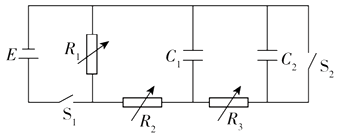 E R₁ C₁ C₂ S₂
S₁ R₂ R₃